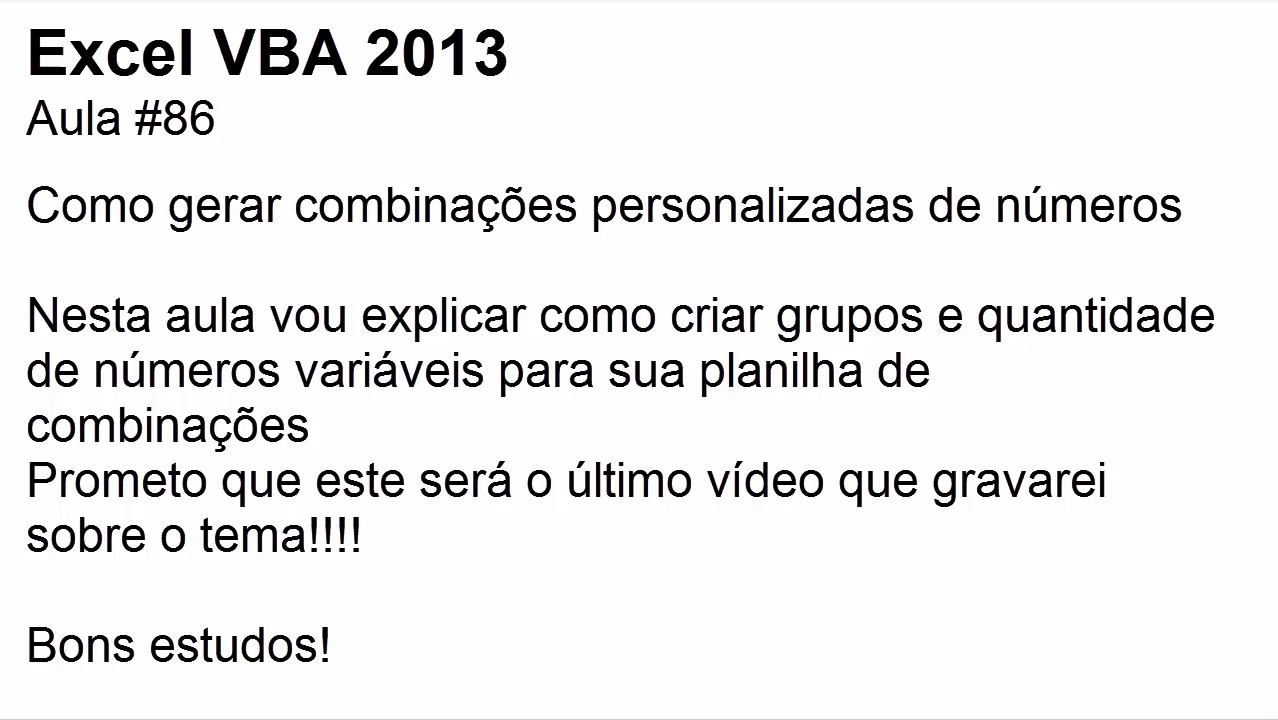 Excel VBA 2013
Aula #86
Como gerar combinações personalizadas de números
Nesta aula vou explicar como criar grupos e quantidade
de números variáveis para sua planilha de
combinações
Prometo que este será o último vídeo que gravarei
sobre o tema!!!!
Bons estudos!